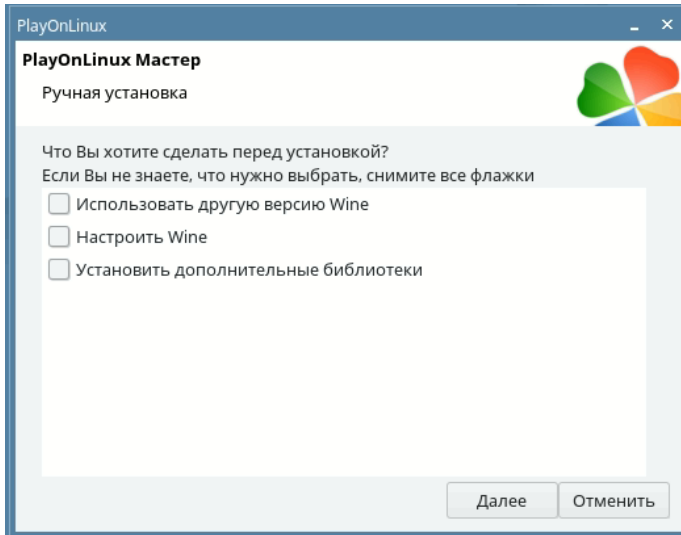 PlayOnLinux
PlayOnLinux Мастер
Ручная установка
Что Вы хотите сделать перед установкой?
Если Вы не знаете, что нужно выбрать, снимите все флажки
Использовать другую версию Wine
Настроить Wine
Установить дополнительные библиотеки
Далее
Отменить